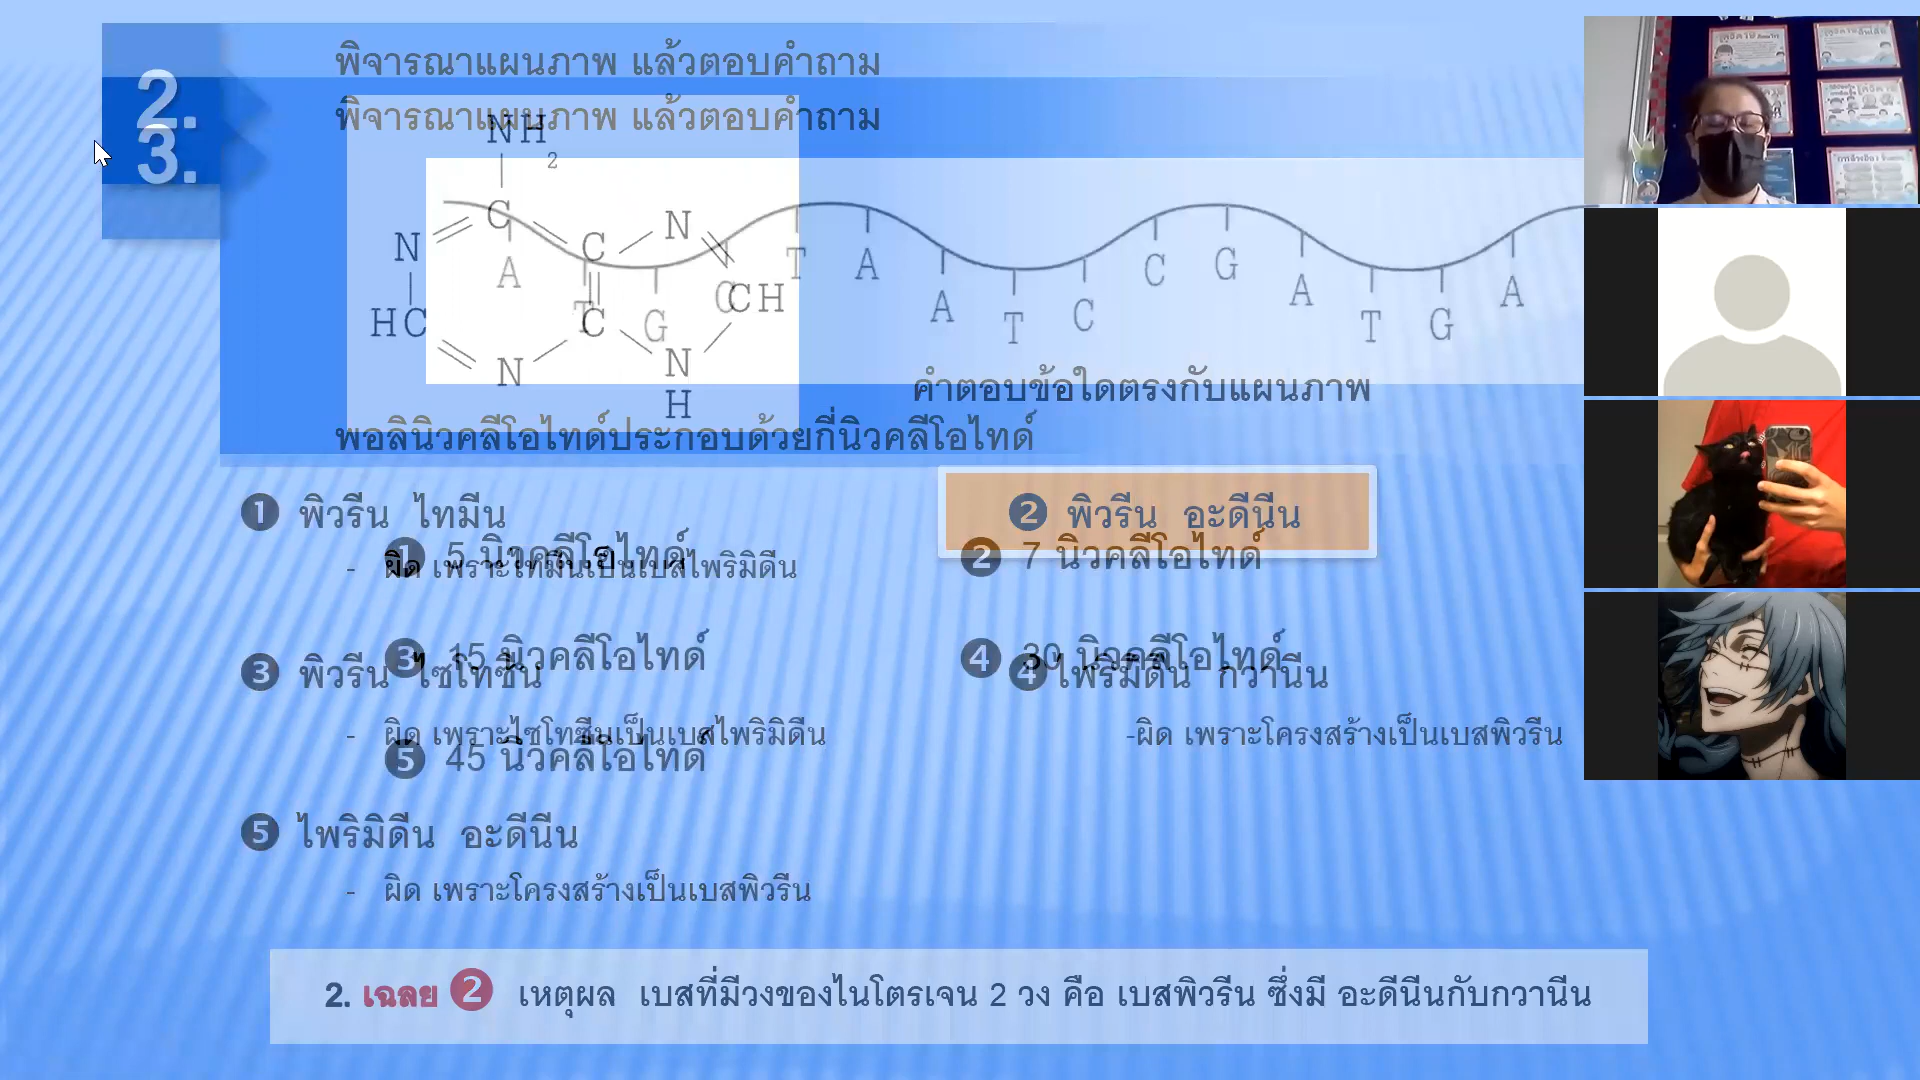 2.
พิจารณาแผนภาพ แล้วตอบคำถาม
3.
พิจารณาแผนภาพ แล้วตอบคำถาม
NH
2
C
N
C
N
HC
C
CH
N
N
H
A T G C T A A T C C G A T G A
คำตอบข้อใดตรงกับแผนภาพ
พอลินิวคลีโอไทด์ประกอบด้วยกี่นิวคลีโอไทด์
1 พิวรีน ไทมีน
2 พิวรีน อะดีนีน
- ผิด เพราะไทมีนเป็นเบสไพริมิดีน
1 5 นิวคลีโอไทด์
2 7 นิวคลีโอไทด์
3 15 นิวคลีโอไทด์
4 30 นิวคลีโอไทด์
3 พิวรีน ไซโทซีน
4 ไพริมิดีน กวานีน
- ผิด เพราะไซโทซีนเป็นเบสไพริมิดีน
-ผิด เพราะโครงสร้างเป็นเบสพิวรีน
5 45 นิวคลีโอไทด์
5 ไพริมิดีน อะดีนีน
- ผิด เพราะโครงสร้างเป็นเบสพิวรีน
2. เฉลย 2 เหตุผล เบสที่มีวงของไนโตรเจน 2 วง คือ เบสพิวรีน ซึ่งมี อะดีนีนกับกวานีน